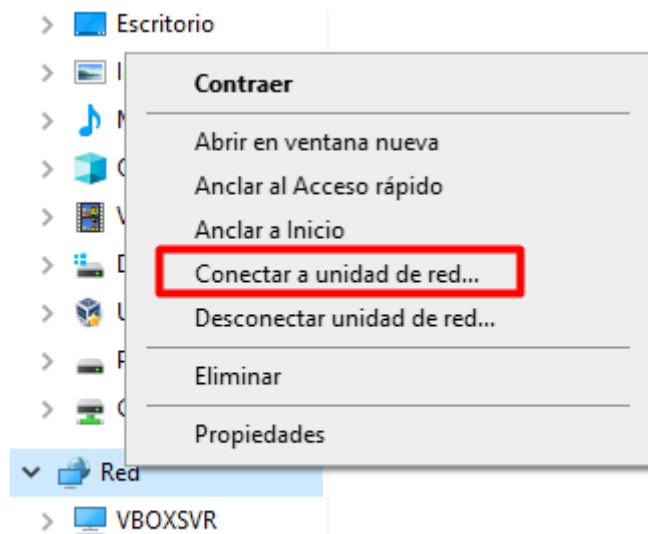 Escritorio
Contraer
Abrir en ventana nueva
Anclar al Acceso rápido
Anclar a Inicio
Conectar a unidad de red...
Desconectar unidad de red...
Eliminar
Propiedades
Red
VBOXSVR